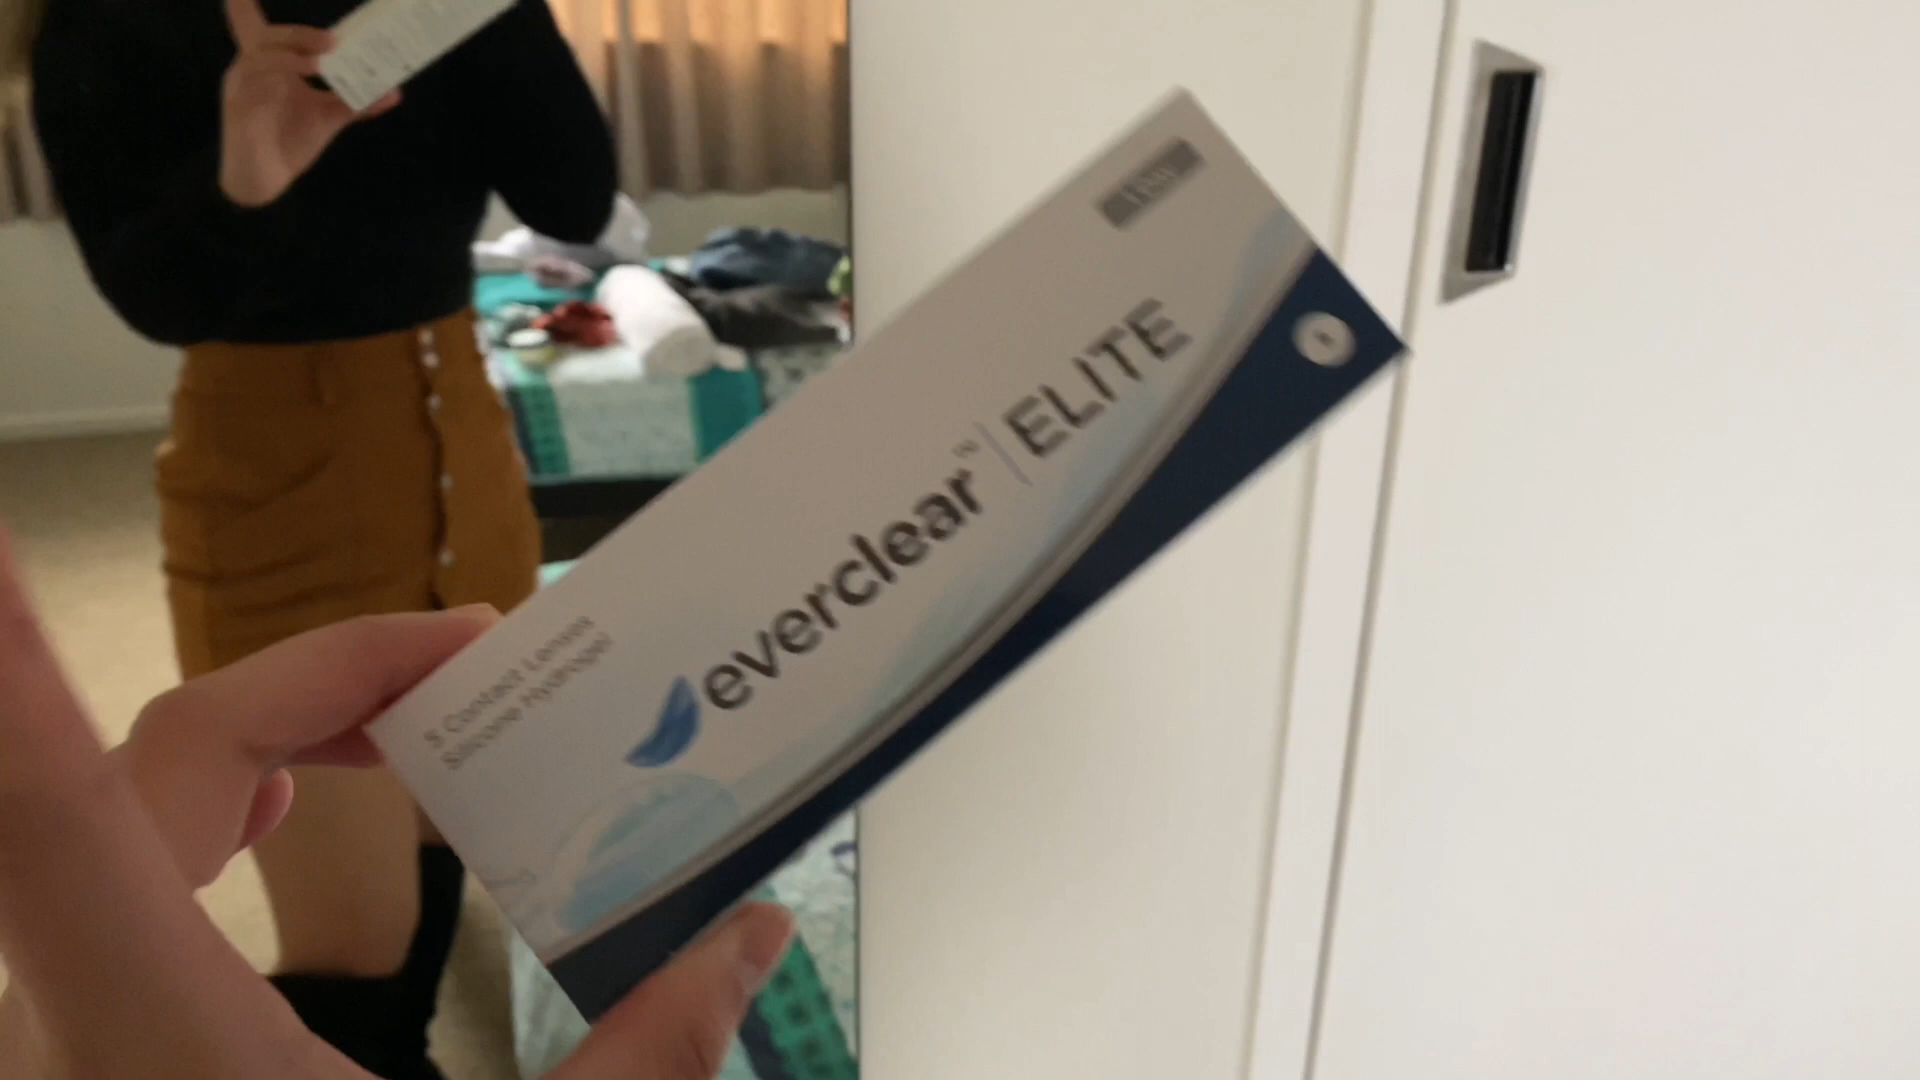 everclear™ | ELITE
5 Contact Lenses
Silicone Hydrogel